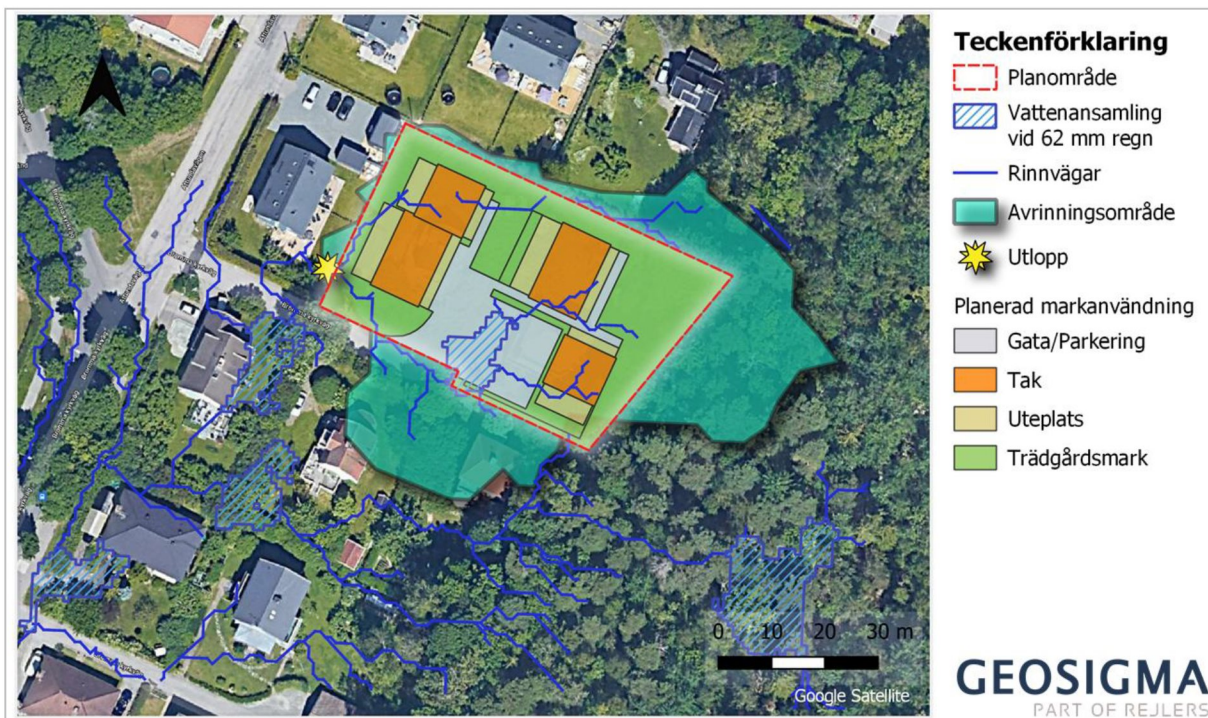 Teckenförklaring
Planområde
Vattenansamling
vid 62 mm regn
Rinnvägar
Avrinningsområde
Utlopp
Planerad markanvändning
Gata/Parkering
Tak
Uteplats
Trädgårdsmark
0 10 20 30 m
Google Satellite
GEOSIGMA
PART OF REJLERS